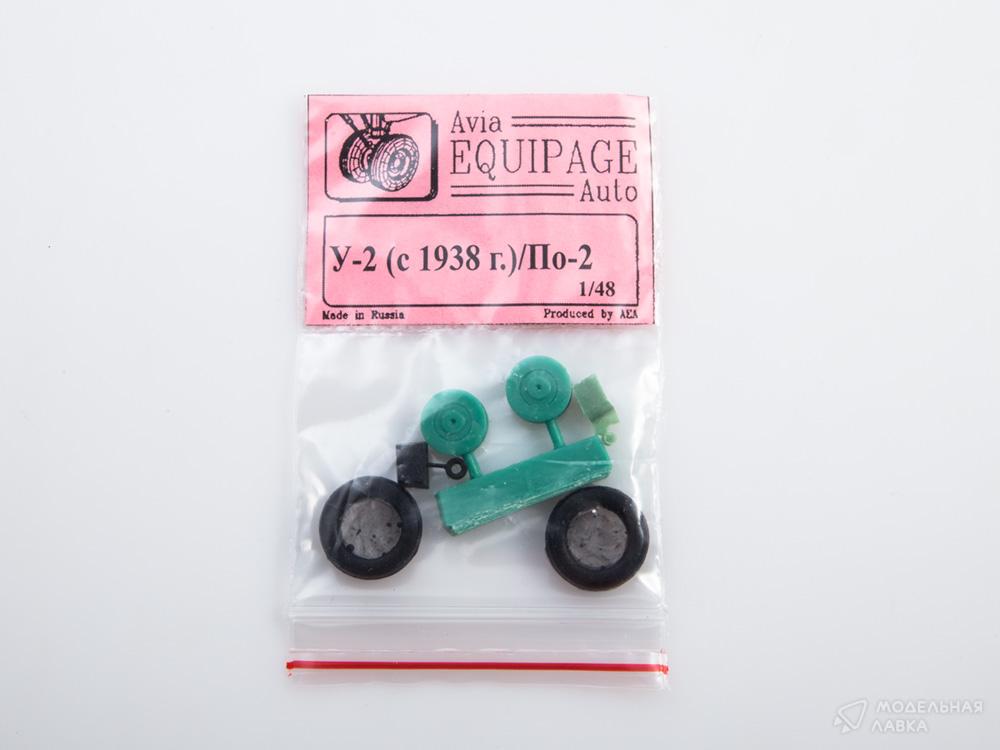 Avia
EQUIPAGE
Auto
У-2 (с 1938 г.)/По-2
1/48
Made in Russia
Produced by AEA
МОДЕЛЬНАЯ
ЛАВКА